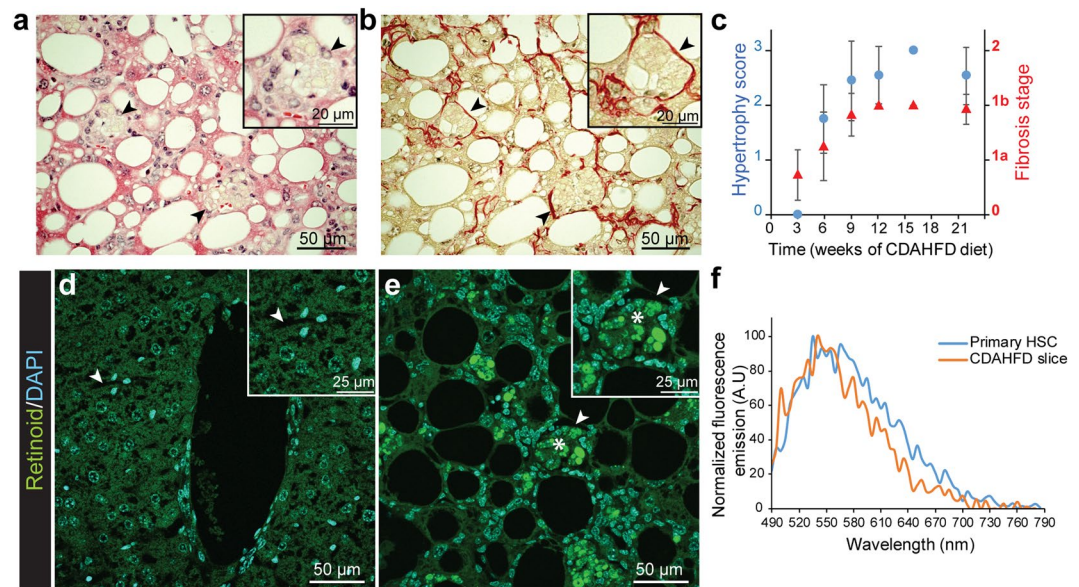 a
20 µm
50 µm
b
20 µm
50 µm
c
Hypertrophy score
3
2
1
0
2
1b
1a
0
Fibrosis stage
0 3 6 9 12 15 18 21
Time (weeks of CDAHFD diet)
Retinoid/DAPI
d
25 µm
50 µm
e
*
*
25 µm
50 µm
f
Normalized fluorescence
emission (A.U)
100
80
60
40
20
0
Primary HSC
CDAHFD slice
490 520 550 580 610 640 670 700 730 760 790
Wavelength (nm)